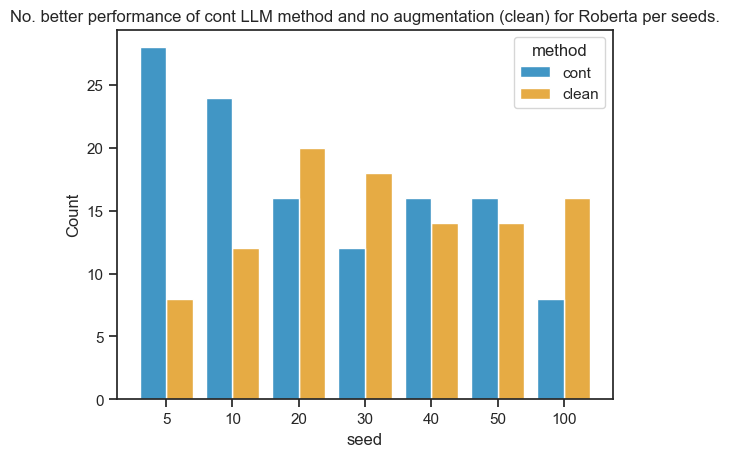 No. better performance of cont LLM method and no augmentation (clean) for Roberta per seeds.
method
cont
clean
Count
25
20
15
10
5
0
5 10 20 30 40 50 100
seed